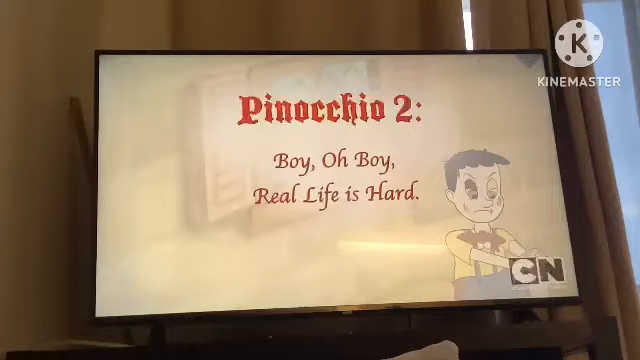 K
KINEMASTER
Pinocchio 2:
Boy, Oh Boy,
Real Life is Hard.
CN